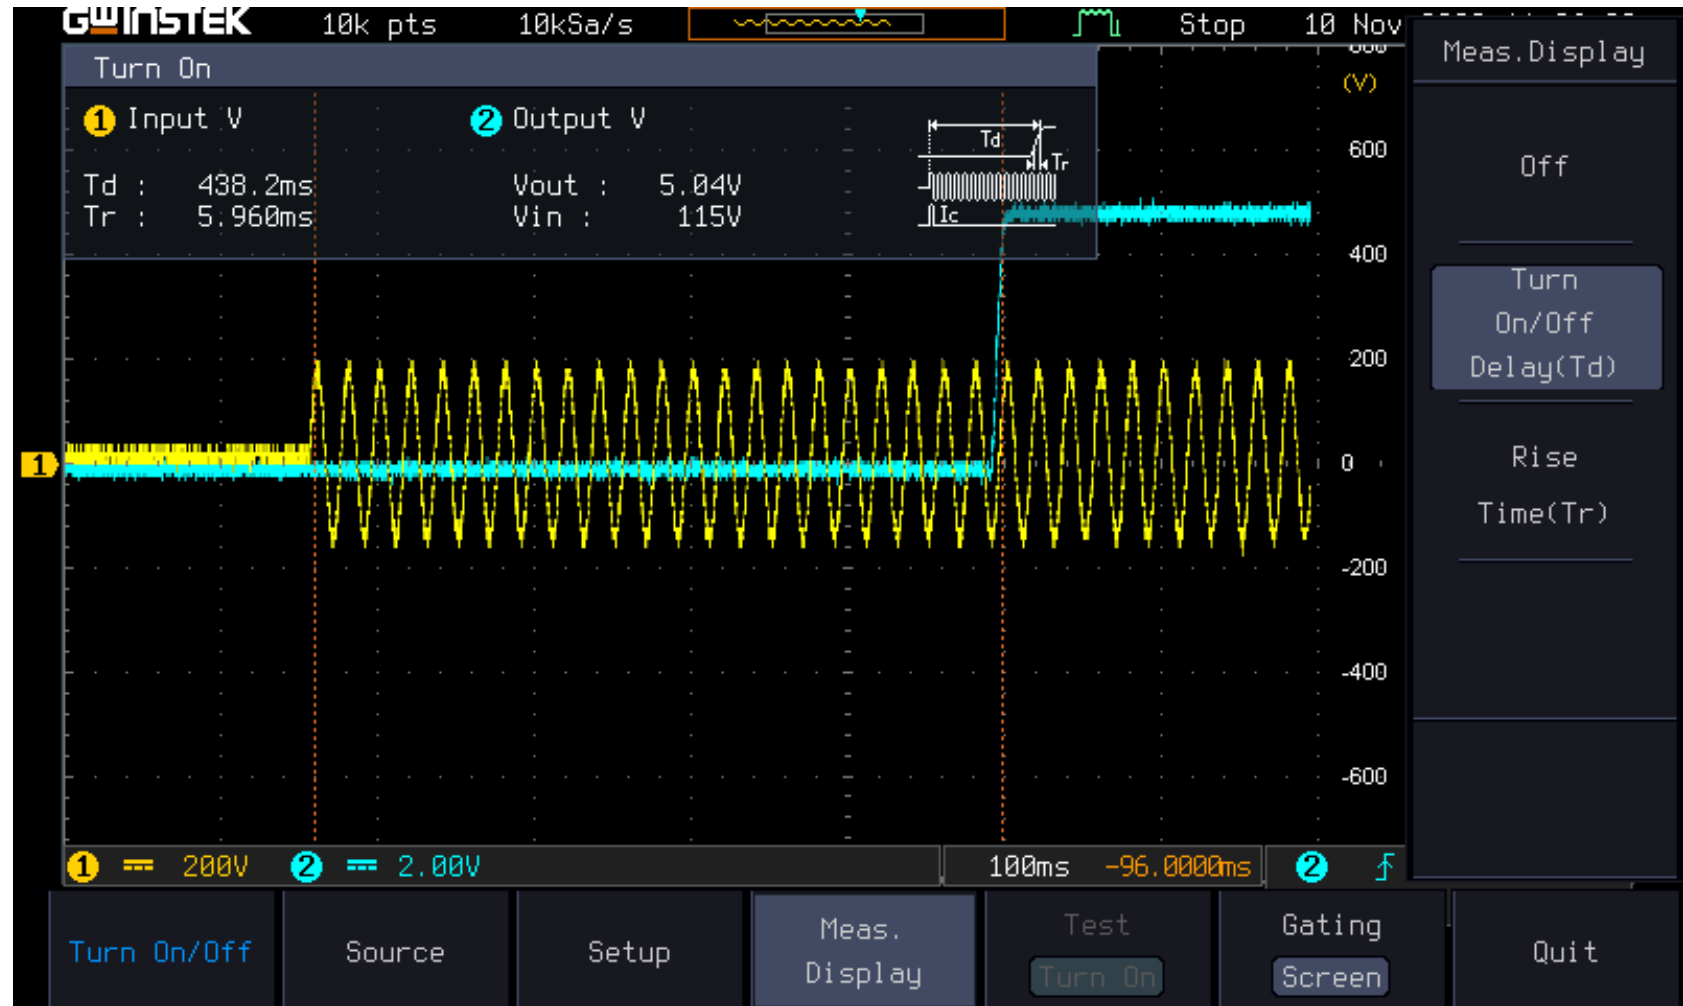 GWINSTEK 10k pts 10kSa/s Stop 10 Nov
Meas.Display
Turn On
(V)
1 Input V 2 Output V
Td : 438.2ms Vout : 5.04V
Tr : 5.960ms Vin : 115V
Td
Tr
Ic
600
400
200
0
-200
-400
-600
1
Off
Turn
On/Off
Delay(Td)
Rise
Time(Tr)
1 200V 2 2.00V 100ms -96.0000ms 2
Turn On/Off
Source
Setup
Meas.
Display
Test
Turn On
Gating
Screen
Quit